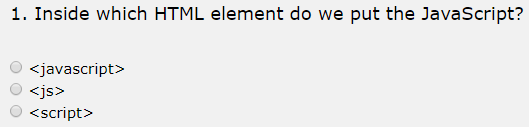 1. Inside which HTML element do we put the JavaScript?
<javascript>
<js>
<script>